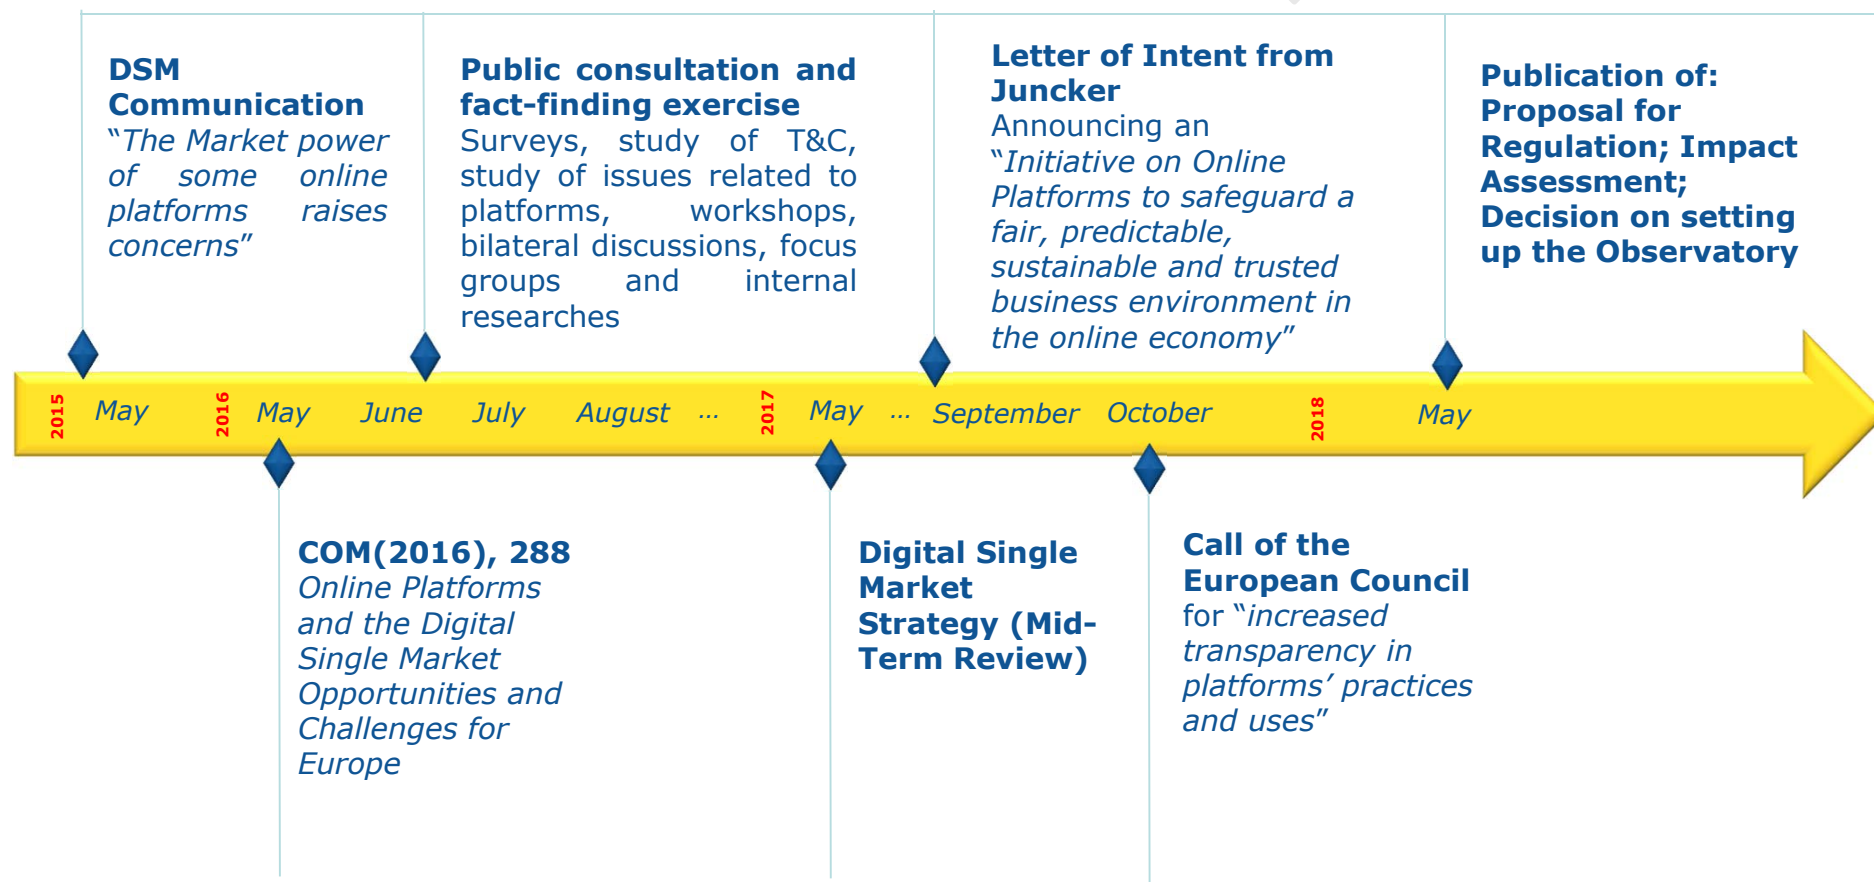 DSM
Communication
“The Market power
of some online
platforms raises
concerns”
Public consultation and
fact-finding exercise
Surveys, study of T&C,
study of issues related to
platforms, workshops,
bilateral discussions, focus
groups and internal
researches
Letter of Intent from
Juncker
Announcing an
“Initiative on Online
Platforms to safeguard a
fair, predictable,
sustainable and trusted
business environment in
the online economy”
Publication of:
Proposal for
Regulation; Impact
Assessment;
Decision on setting
up the Observatory
2015 May 2016 May June July August … 2017 May … September October 2018 May
COM(2016), 288
Online Platforms
and the Digital
Single Market
Opportunities and
Challenges for
Europe
Digital Single
Market
Strategy (Mid-
Term Review)
Call of the
European Council
for “increased
transparency in
platforms’ practices
and uses”